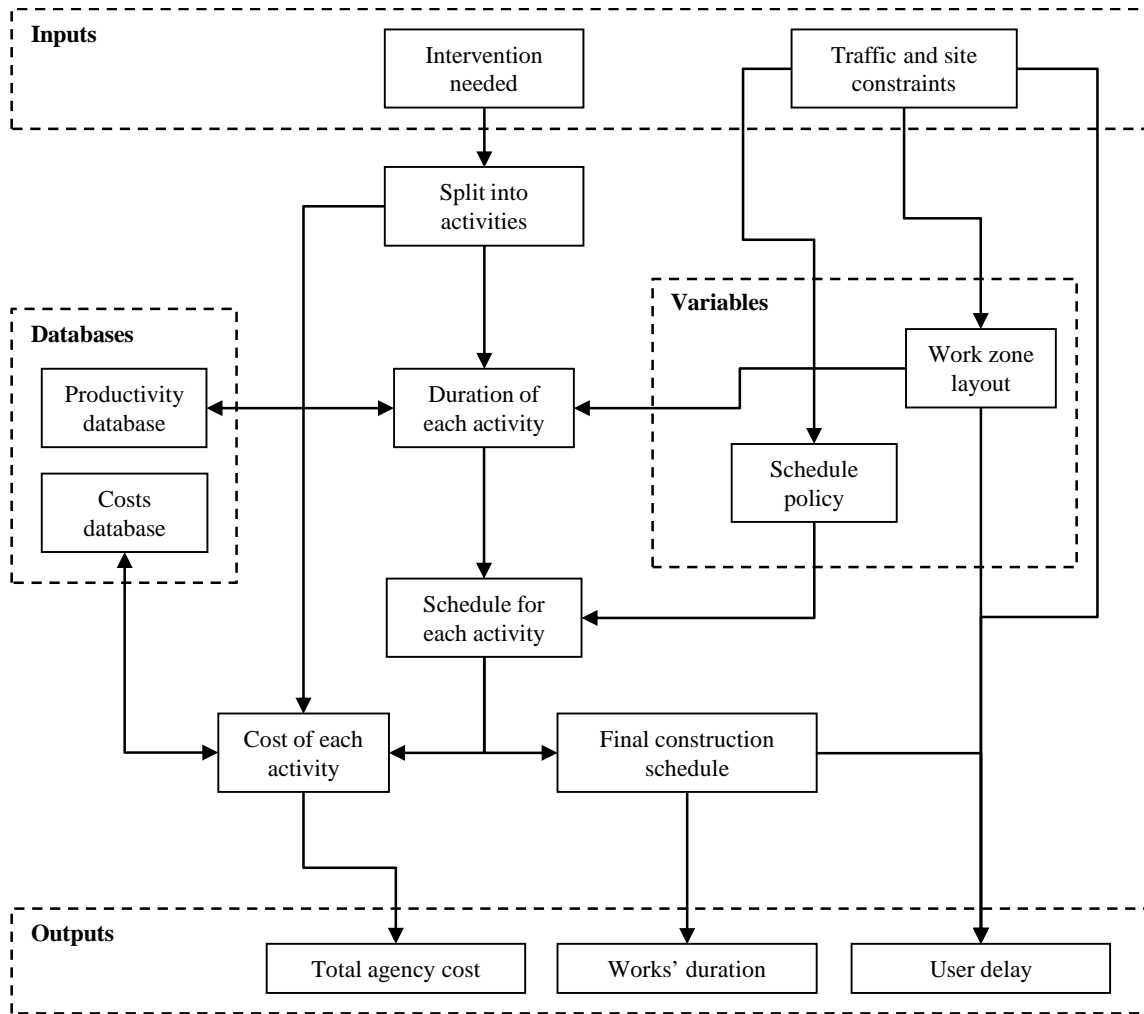 Inputs
Intervention
needed
Traffic and site
constraints
Split into
activities
Databases
Productivity
database
Costs
database
Duration of
each activity
Variables
Work zone
layout
Schedule
policy
Schedule for
each activity
Cost of each
activity
Final construction
schedule
Outputs
Total agency cost
Works’ duration
User delay